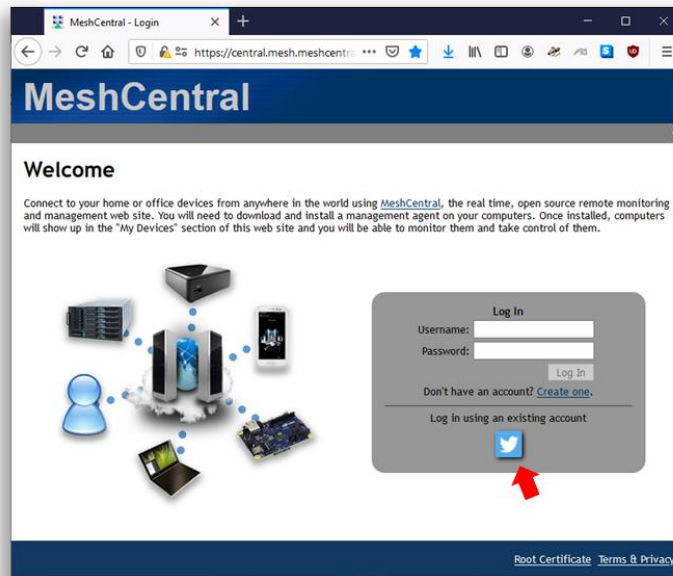 MeshCentral - Login
https://central.mesh.meshcentra
MeshCentral
Welcome
Connect to your home or office devices from anywhere in the world using MeshCentral, the real time, open source remote monitoring
and management web site. You will need to download and install a management agent on your computers. Once installed, computers
will show up in the "My Devices" section of this web site and you will be able to monitor them and take control of them.
Log In
Username:
Password:
Log In
Don't have an account? Create one.
Log in using an existing account
Root Certificate Terms & Privacy